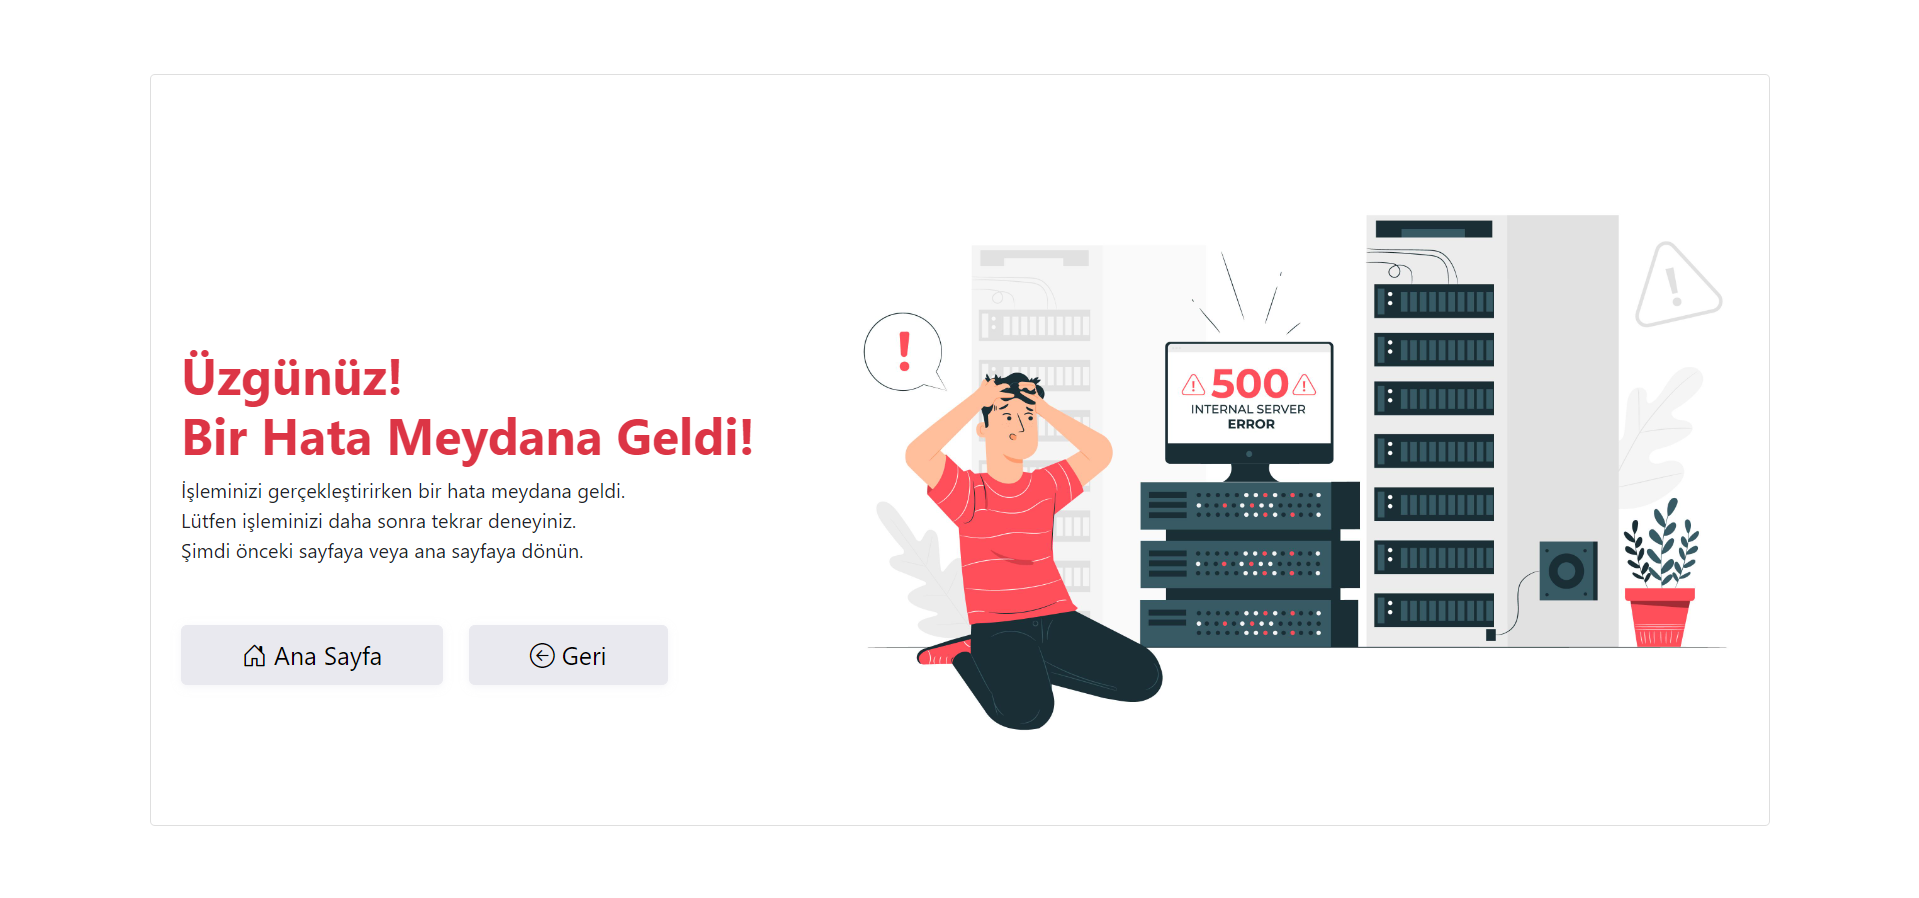 Üzgünüz!
Bir Hata Meydana Geldi!
İşleminizi gerçekleştirirken bir hata meydana geldi.
Lütfen işleminizi daha sonra tekrar deneyiniz.
Şimdi önceki sayfaya veya ana sayfaya dönün.
Ana Sayfa
Geri
!
! 500 !
INTERNAL SERVER
ERROR
!